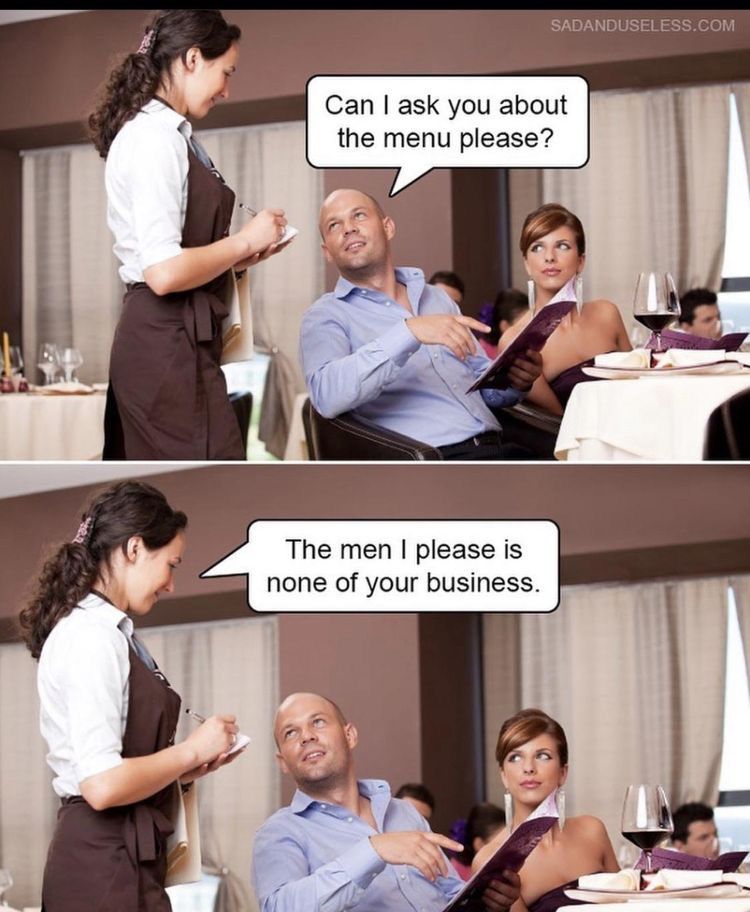 SADANDUSELESS.COM
Can I ask you about
the menu please?
The men I please is
none of your business.